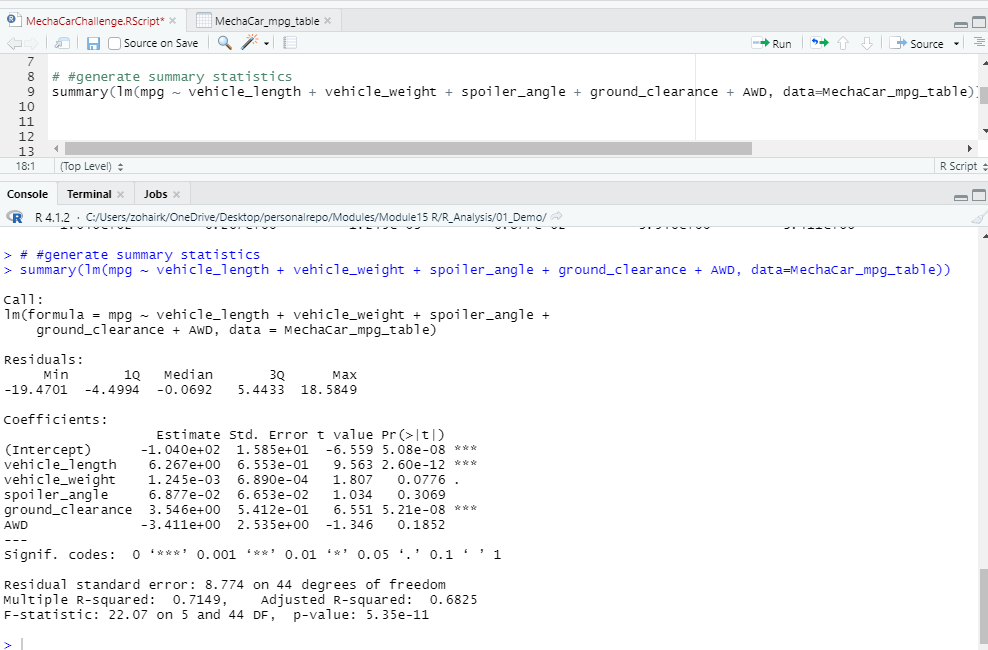 MechaCarChallenge.RScript* ×
MechaCar_mpg_table ×
Source on Save
Run
Source
7
8 # #generate summary statistics
9 summary(lm(mpg ~ vehicle_length + vehicle_weight + spoiler_angle + ground_clearance + AWD, data=MechaCar_mpg_table))
10
11
12
13
18:1 (Top Level) R Script
Console Terminal × Jobs ×
R R 4.1.2 · C:/Users/zohairk/OneDrive/Desktop/personalrepo/Modules/Module15 R/R_Analysis/01_Demo/
> # #generate summary statistics
> summary(lm(mpg ~ vehicle_length + vehicle_weight + spoiler_angle + ground_clearance + AWD, data=MechaCar_mpg_table))
Call:
lm(formula = mpg ~ vehicle_length + vehicle_weight + spoiler_angle +
    ground_clearance + AWD, data = MechaCar_mpg_table)
Residuals:
     Min       1Q   Median       3Q      Max
-19.4701  -4.4994  -0.0692   5.4433  18.5849
Coefficients:
                   Estimate Std. Error t value Pr(>|t|)
(Intercept)      -1.040e+02  1.585e+01  -6.559 5.08e-08 ***
vehicle_length    6.267e+00  6.553e-01   9.563 2.60e-12 ***
vehicle_weight    1.245e-03  6.890e-04   1.807   0.0776 .
spoiler_angle     6.877e-02  6.653e-02   1.034   0.3069
ground_clearance  3.546e+00  5.412e-01   6.551 5.21e-08 ***
AWD              -3.411e+00  2.535e+00  -1.346   0.1852
---
Signif. codes:  0 ‘***’ 0.001 ‘**’ 0.01 ‘*’ 0.05 ‘.’ 0.1 ‘ ’ 1
Residual standard error: 8.774 on 44 degrees of freedom
Multiple R-squared:  0.7149,    Adjusted R-squared:  0.6825
F-statistic: 22.07 on 5 and 44 DF,  p-value: 5.35e-11
>